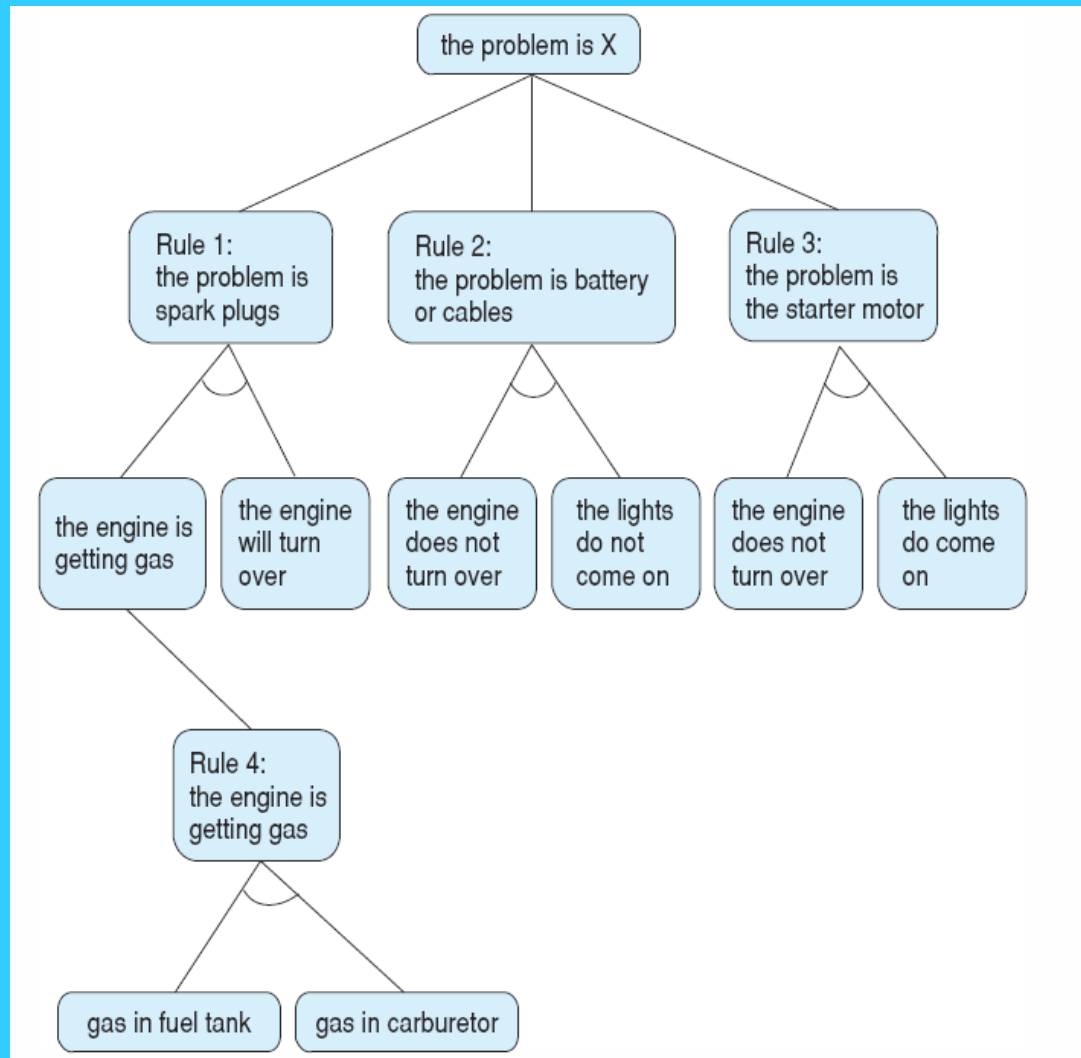 the problem is X
Rule 1:
the problem is
spark plugs
Rule 2:
the problem is battery
or cables
Rule 3:
the problem is
the starter motor
the engine is
getting gas
the engine
will turn
over
the engine
does not
turn over
the lights
do not
come on
the engine
does not
turn over
the lights
do come
on
Rule 4:
the engine is
getting gas
gas in fuel tank
gas in carburetor